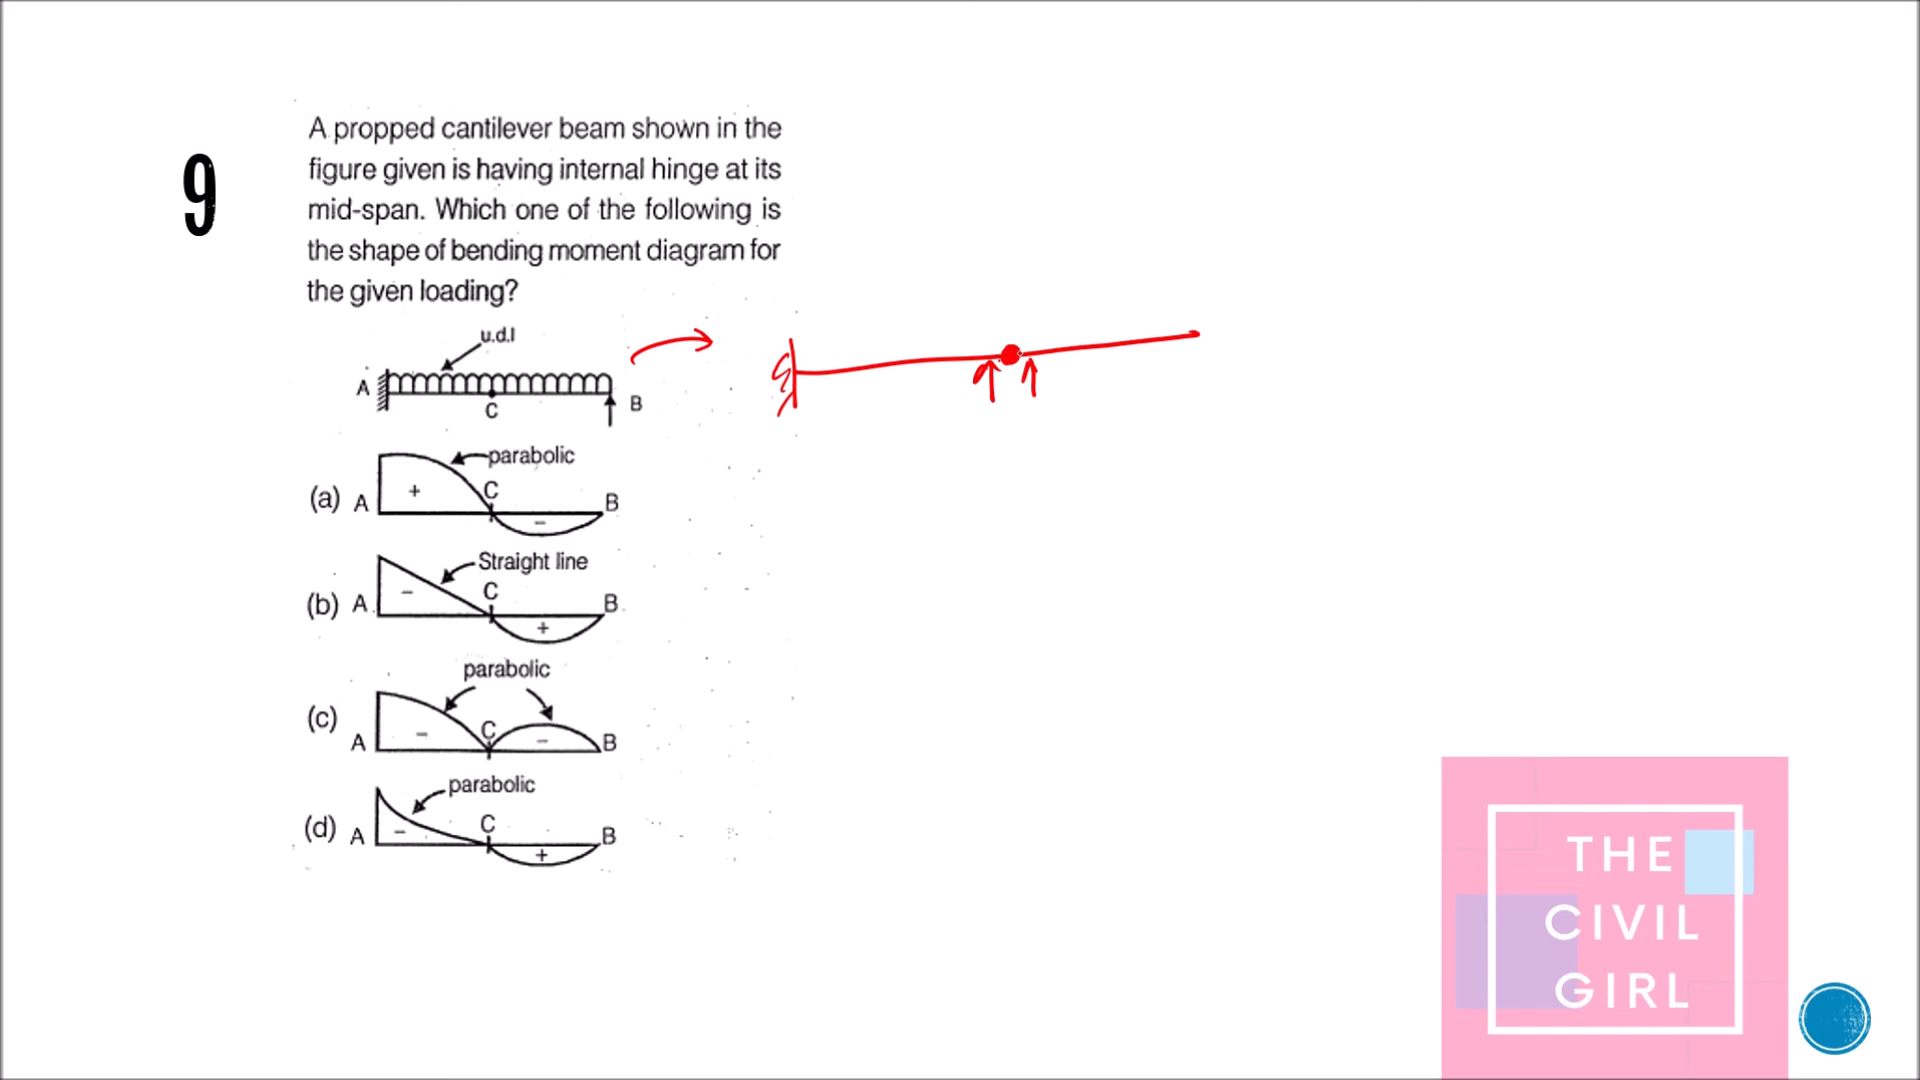 9
A propped cantilever beam shown in the
figure given is having internal hinge at its
mid-span. Which one of the following is
the shape of bending moment diagram for
the given loading?
u.d.l
A
C
B
(a) A + C - B
parabolic
(b) A - C + B
Straight line
(c) A - C - B
parabolic
(d) A - C + B
parabolic
THE
CIVIL
GIRL